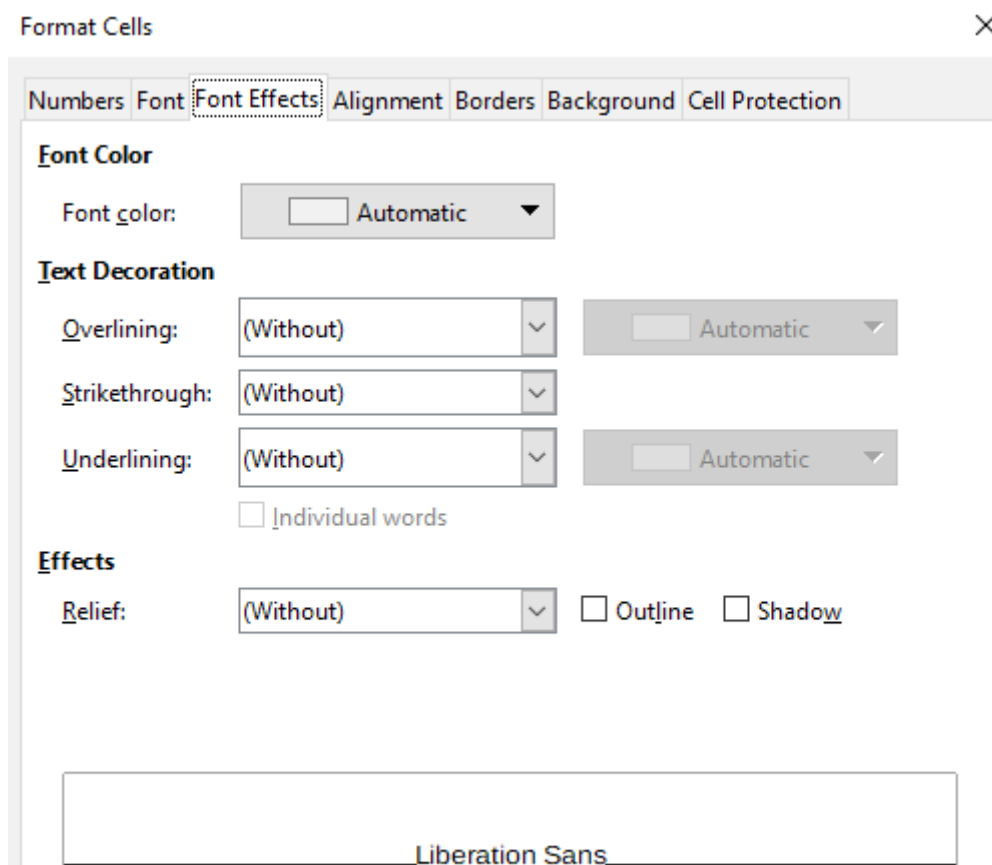 Format Cells
Numbers Font Font Effects Alignment Borders Background Cell Protection
Font Color
Font color: Automatic
Text Decoration
Overlining: (Without) Automatic
Strikethrough: (Without)
Underlining: (Without) Automatic
Individual words
Effects
Relief: (Without) Outline Shadow
Liberation Sans